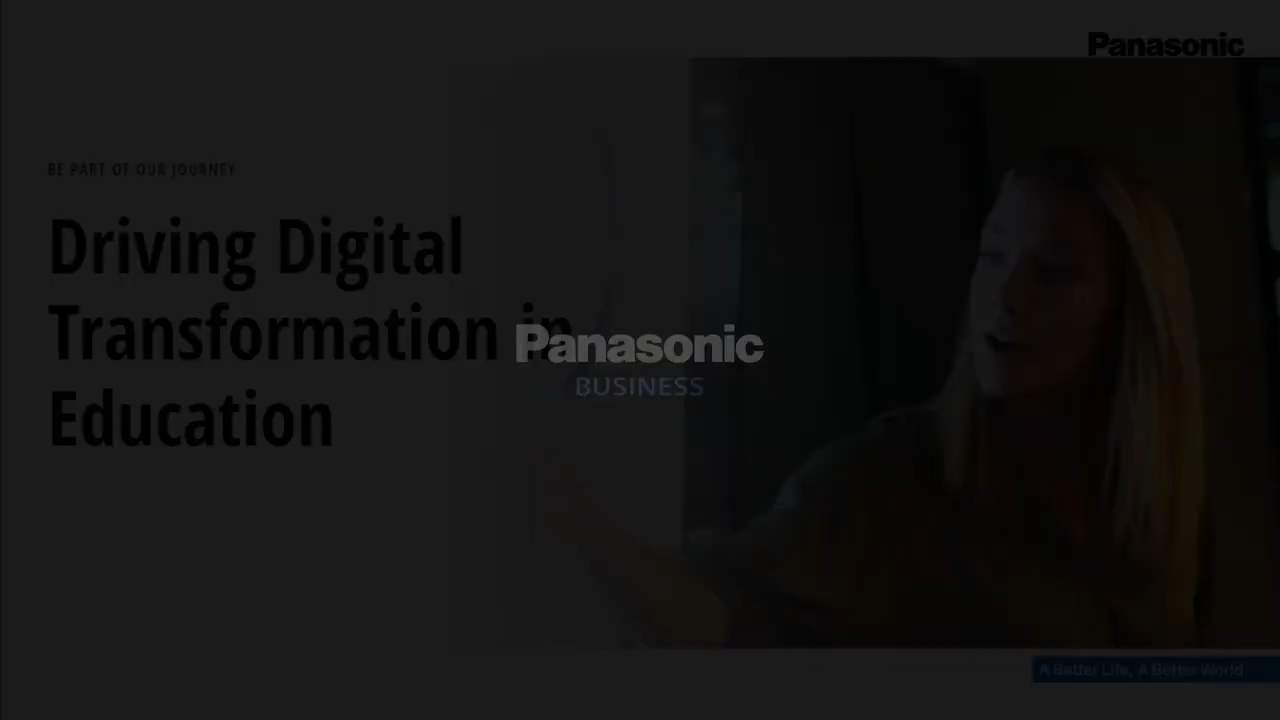 Panasonic
BE PART OF OUR JOURNEY
Driving Digital
Transformation in
Education
Panasonic
BUSINESS
A Better Life, A Better World